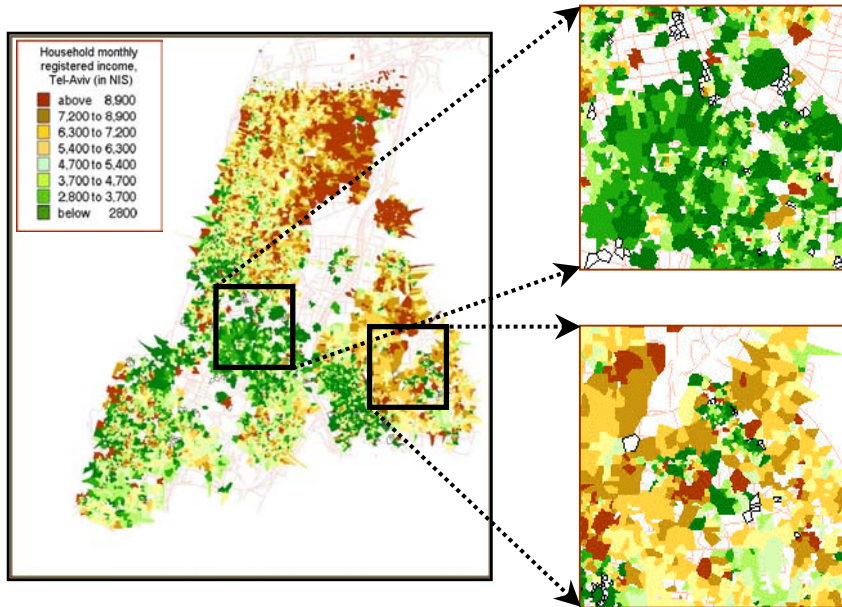 Household monthly
registered income,
Tel-Aviv (in NIS)
above 8,900
7,200 to 8,900
6,300 to 7,200
5,400 to 6,300
4,700 to 5,400
3,700 to 4,700
2,800 to 3,700
below 2800